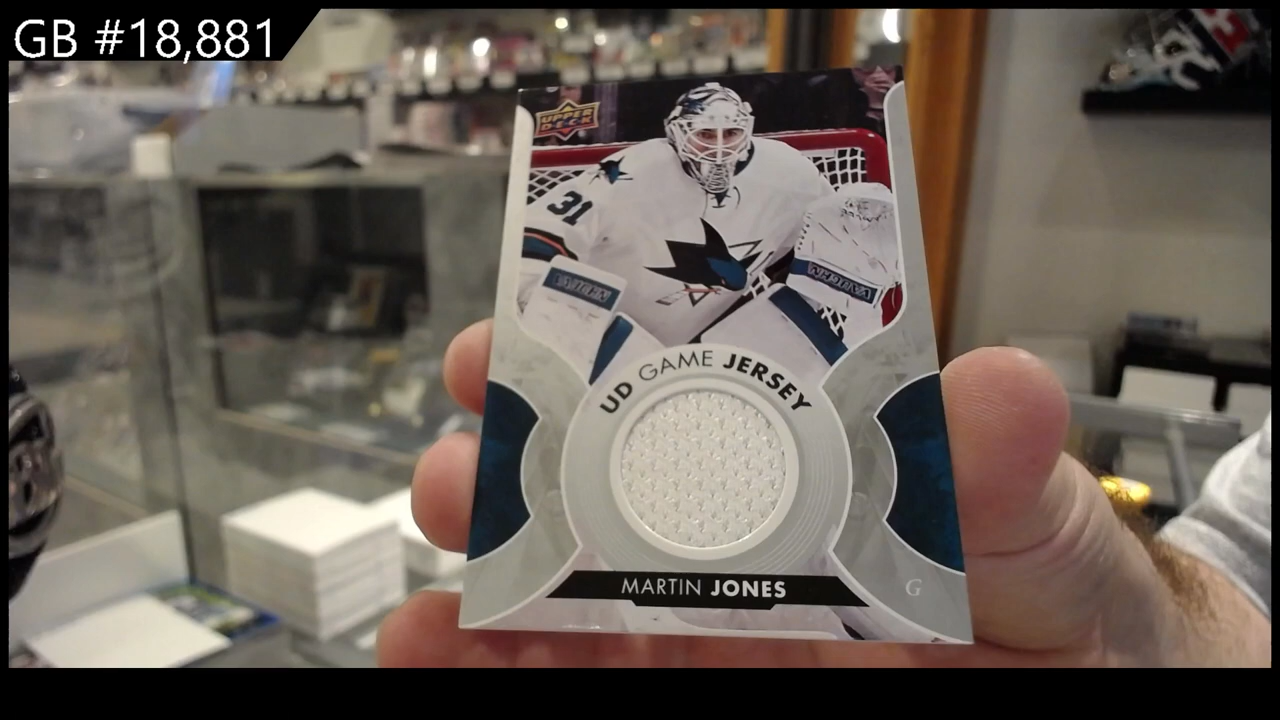 GB #18,881
UPPER
DECK
31
VAUGHN
VAUGHN
UD GAME JERSEY
MARTIN JONES
G